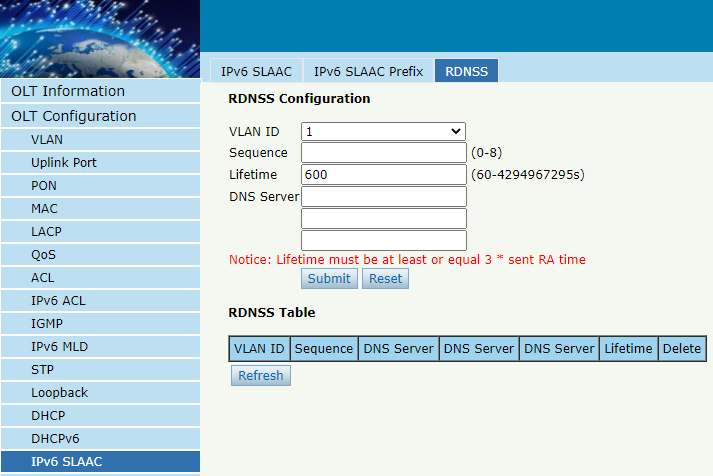 IPv6 SLAAC
IPv6 SLAAC Prefix
RDNSS
OLT Information
OLT Configuration
VLAN
Uplink Port
PON
MAC
LACP
QoS
ACL
IPv6 ACL
IGMP
IPv6 MLD
STP
Loopback
DHCP
DHCPv6
IPv6 SLAAC
RDNSS Configuration
VLAN ID 1
Sequence (0-8)
Lifetime 600 (60-4294967295s)
DNS Server
Notice: Lifetime must be at least or equal 3 * sent RA time
Submit Reset
RDNSS Table
VLAN ID Sequence DNS Server DNS Server DNS Server Lifetime Delete
Refresh